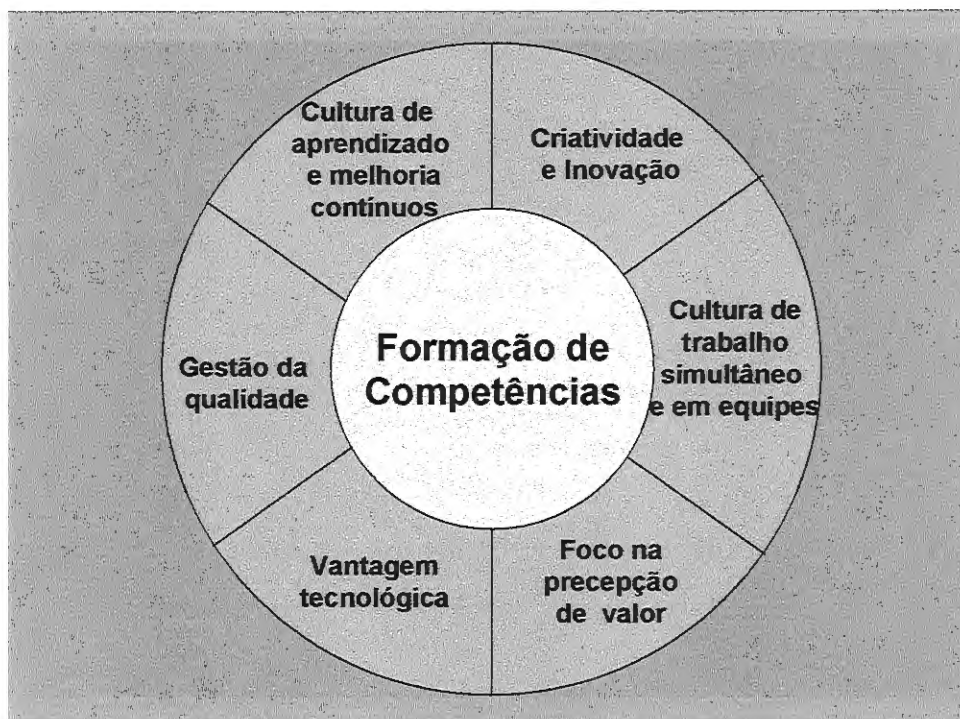 Cultura de
aprendizado
e melhoria
contínuos
Criatividade
e Inovação
Cultura de
trabalho
simultâneo
e em equipes
Foco na
precepção
de valor
Vantagem
tecnológica
Gestão da
qualidade
Formação de
Competências